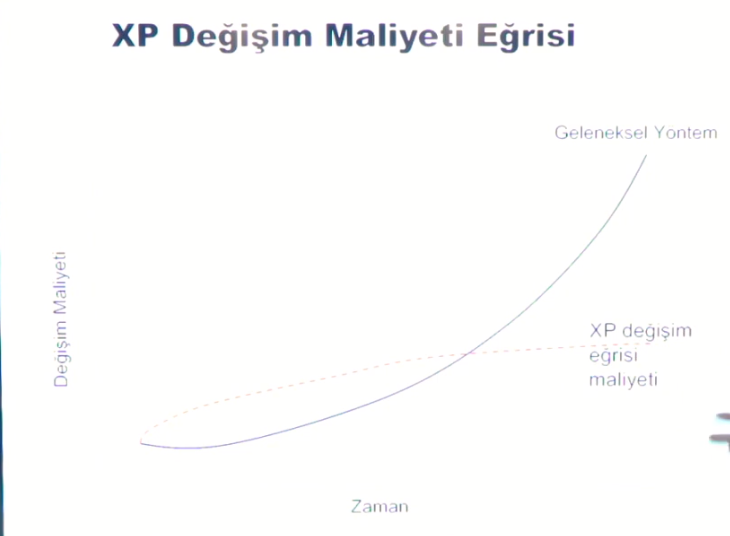 XP Değişim Maliyeti Eğrisi
Geleneksel Yöntem
Değişim Maliyeti
XP değişim
eğrisi
maliyeti
Zaman